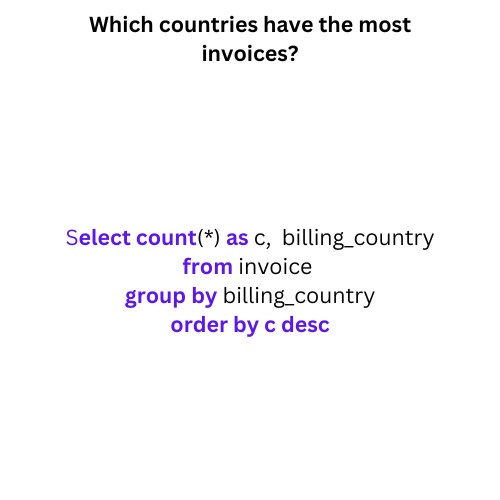 Which countries have the most
invoices?
Select count(*) as c,  billing_country
from invoice
group by billing_country
order by c desc